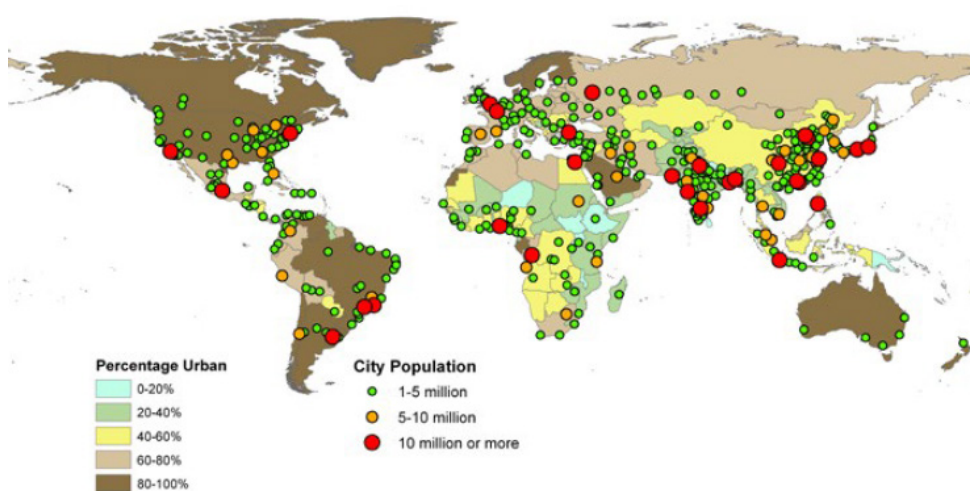 Percentage Urban
0-20%
20-40%
40-60%
60-80%
80-100%
City Population
1-5 million
5-10 million
10 million or more